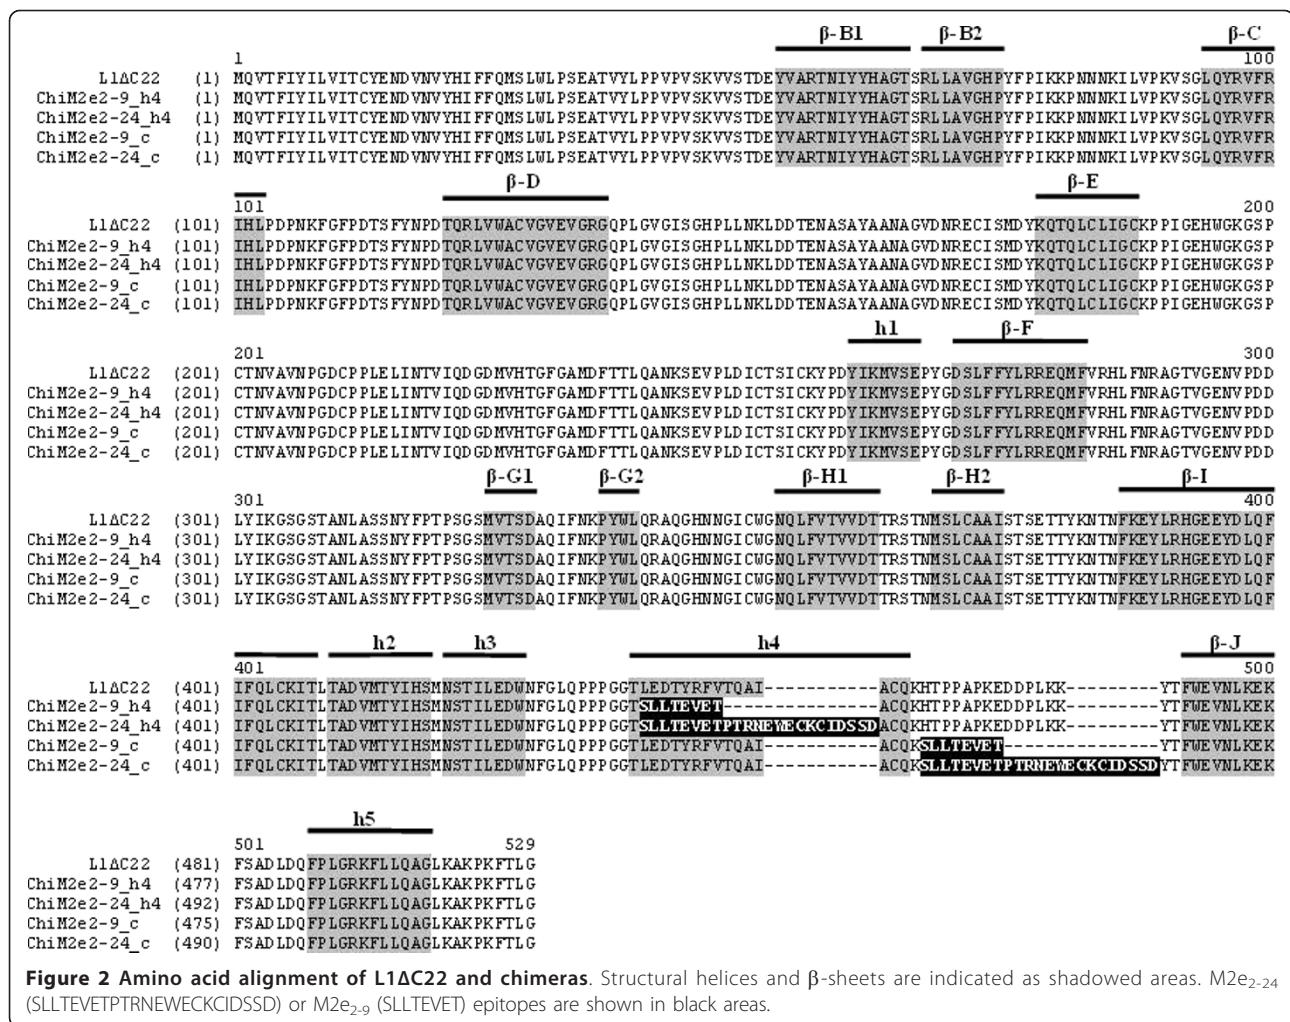 β-B1 β-B2 β-C
1 100
L1ΔC22 (1) MQVTFIYILVITCYENDVNVYHIFFQMSLWLPSEATVYLPPVPVSKVVSTDEYVARTNIYYHAGTSRLLAVGHPYFPIKKPNNNKILVPKVSGLQYRVFR
ChiM2e2-9_h4 (1) MQVTFIYILVITCYENDVNVYHIFFQMSLWLPSEATVYLPPVPVSKVVSTDEYVARTNIYYHAGTSRLLAVGHPYFPIKKPNNNKILVPKVSGLQYRVFR
ChiM2e2-24_h4 (1) MQVTFIYILVITCYENDVNVYHIFFQMSLWLPSEATVYLPPVPVSKVVSTDEYVARTNIYYHAGTSRLLAVGHPYFPIKKPNNNKILVPKVSGLQYRVFR
ChiM2e2-9_c (1) MQVTFIYILVITCYENDVNVYHIFFQMSLWLPSEATVYLPPVPVSKVVSTDEYVARTNIYYHAGTSRLLAVGHPYFPIKKPNNNKILVPKVSGLQYRVFR
ChiM2e2-24_c (1) MQVTFIYILVITCYENDVNVYHIFFQMSLWLPSEATVYLPPVPVSKVVSTDEYVARTNIYYHAGTSRLLAVGHPYFPIKKPNNNKILVPKVSGLQYRVFR
β-D β-E
101 200
L1ΔC22 (101) IHLPDPNKFGFPDTSFYNPDTQRLVWACVGVEVGRGQPLGVGISGHPLLNKLDDTENASAYAANAGVDNRECISMDYKQTQLCLIGCKPPIGEHWGKGSP
ChiM2e2-9_h4 (101) IHLPDPNKFGFPDTSFYNPDTQRLVWACVGVEVGRGQPLGVGISGHPLLNKLDDTENASAYAANAGVDNRECISMDYKQTQLCLIGCKPPIGEHWGKGSP
ChiM2e2-24_h4 (101) IHLPDPNKFGFPDTSFYNPDTQRLVWACVGVEVGRGQPLGVGISGHPLLNKLDDTENASAYAANAGVDNRECISMDYKQTQLCLIGCKPPIGEHWGKGSP
ChiM2e2-9_c (101) IHLPDPNKFGFPDTSFYNPDTQRLVWACVGVEVGRGQPLGVGISGHPLLNKLDDTENASAYAANAGVDNRECISMDYKQTQLCLIGCKPPIGEHWGKGSP
ChiM2e2-24_c (101) IHLPDPNKFGFPDTSFYNPDTQRLVWACVGVEVGRGQPLGVGISGHPLLNKLDDTENASAYAANAGVDNRECISMDYKQTQLCLIGCKPPIGEHWGKGSP
h1 β-F
201 300
L1ΔC22 (201) CTNVAVNPGDCPPLELINTVIQDGDMVHTGFGAMDFTTLQANKSEVPLDICTSICKYPDYIKMVSEPYGDSLFFYLRREQMFVRHLFNRAGTVGENVPDD
ChiM2e2-9_h4 (201) CTNVAVNPGDCPPLELINTVIQDGDMVHTGFGAMDFTTLQANKSEVPLDICTSICKYPDYIKMVSEPYGDSLFFYLRREQMFVRHLFNRAGTVGENVPDD
ChiM2e2-24_h4 (201) CTNVAVNPGDCPPLELINTVIQDGDMVHTGFGAMDFTTLQANKSEVPLDICTSICKYPDYIKMVSEPYGDSLFFYLRREQMFVRHLFNRAGTVGENVPDD
ChiM2e2-9_c (201) CTNVAVNPGDCPPLELINTVIQDGDMVHTGFGAMDFTTLQANKSEVPLDICTSICKYPDYIKMVSEPYGDSLFFYLRREQMFVRHLFNRAGTVGENVPDD
ChiM2e2-24_c (201) CTNVAVNPGDCPPLELINTVIQDGDMVHTGFGAMDFTTLQANKSEVPLDICTSICKYPDYIKMVSEPYGDSLFFYLRREQMFVRHLFNRAGTVGENVPDD
β-G1 β-G2 β-H1 β-H2 β-I
301 400
L1ΔC22 (301) LYIKGSGSTANLASSNYFPTPSGSMVTSDAQIFNKPYWLQRAQGHNNGICWGNQLFVTVVDTTRSTNMSLCAAISTSETTYKNTNFKEYLRHGEEYDLQF
ChiM2e2-9_h4 (301) LYIKGSGSTANLASSNYFPTPSGSMVTSDAQIFNKPYWLQRAQGHNNGICWGNQLFVTVVDTTRSTNMSLCAAISTSETTYKNTNFKEYLRHGEEYDLQF
ChiM2e2-24_h4 (301) LYIKGSGSTANLASSNYFPTPSGSMVTSDAQIFNKPYWLQRAQGHNNGICWGNQLFVTVVDTTRSTNMSLCAAISTSETTYKNTNFKEYLRHGEEYDLQF
ChiM2e2-9_c (301) LYIKGSGSTANLASSNYFPTPSGSMVTSDAQIFNKPYWLQRAQGHNNGICWGNQLFVTVVDTTRSTNMSLCAAISTSETTYKNTNFKEYLRHGEEYDLQF
ChiM2e2-24_c (301) LYIKGSGSTANLASSNYFPTPSGSMVTSDAQIFNKPYWLQRAQGHNNGICWGNQLFVTVVDTTRSTNMSLCAAISTSETTYKNTNFKEYLRHGEEYDLQF
h2 h3 h4 β-J
401 500
L1ΔC22 (401) IFQLCKITLTADVMTYIHSMNSTILEDWNFGLQPPPGGTLEDTYRFVTQAI-----------ACQKHTPPAPKEDDPLKK---------YTFWEVNLKEK
ChiM2e2-9_h4 (401) IFQLCKITLTADVMTYIHSMNSTILEDWNFGLQPPPGGTSLLTEVET---------------ACQKHTPPAPKEDDPLKK---------YTFWEVNLKEK
ChiM2e2-24_h4 (401) IFQLCKITLTADVMTYIHSMNSTILEDWNFGLQPPPGGTSLLTEVETPTRNEWECKCIDSSDACQKHTPPAPKEDDPLKK---------YTFWEVNLKEK
ChiM2e2-9_c (401) IFQLCKITLTADVMTYIHSMNSTILEDWNFGLQPPPGGTLEDTYRFVTQAI-----------ACQKSLLTEVET---------------YTFWEVNLKEK
ChiM2e2-24_c (401) IFQLCKITLTADVMTYIHSMNSTILEDWNFGLQPPPGGTLEDTYRFVTQAI-----------ACQKSLLTEVETPTRNEWECKCIDSSDYTFWEVNLKEK
h5
501 529
L1ΔC22 (481) FSADLDQFPLGRKFLLQAGLKAKPKFTLG
ChiM2e2-9_h4 (477) FSADLDQFPLGRKFLLQAGLKAKPKFTLG
ChiM2e2-24_h4 (492) FSADLDQFPLGRKFLLQAGLKAKPKFTLG
ChiM2e2-9_c (475) FSADLDQFPLGRKFLLQAGLKAKPKFTLG
ChiM2e2-24_c (490) FSADLDQFPLGRKFLLQAGLKAKPKFTLG
Figure 2 Amino acid alignment of L1ΔC22 and chimeras. Structural helices and β-sheets are indicated as shadowed areas. M2e2-24
(SLLTEVETPTRNEWECKCIDSSD) or M2e2-9 (SLLTEVET) epitopes are shown in black areas.